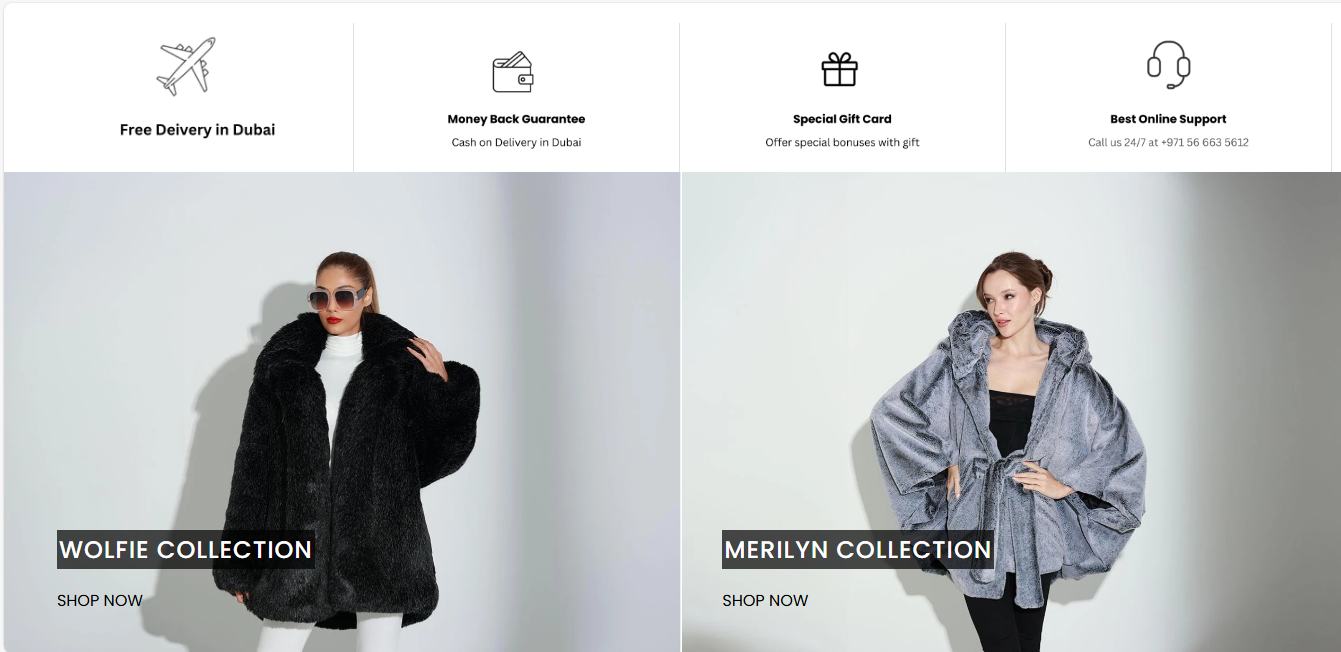 Free Deivery in Dubai
Money Back Guarantee
Cash on Delivery in Dubai
Special Gift Card
Offer special bonuses with gift
Best Online Support
Call us 24/7 at +971 56 663 5612
WOLFIE COLLECTION
SHOP NOW
MERILYN COLLECTION
SHOP NOW